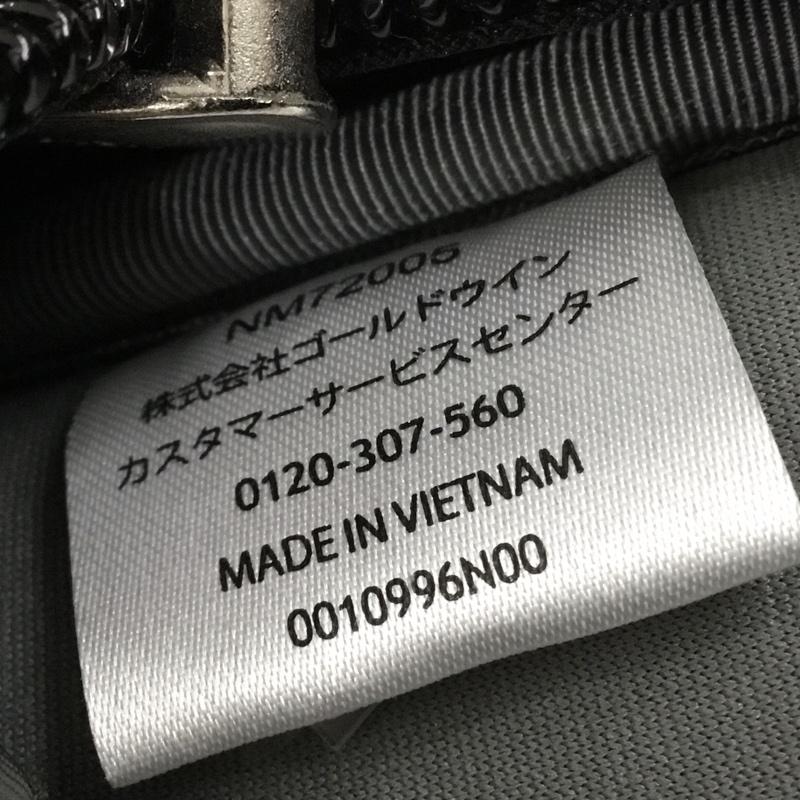 NM72005
株式会社ゴールドウイン
カスタマーサービスセンター
0120-307-560
MADE IN VIETNAM
0010996N00